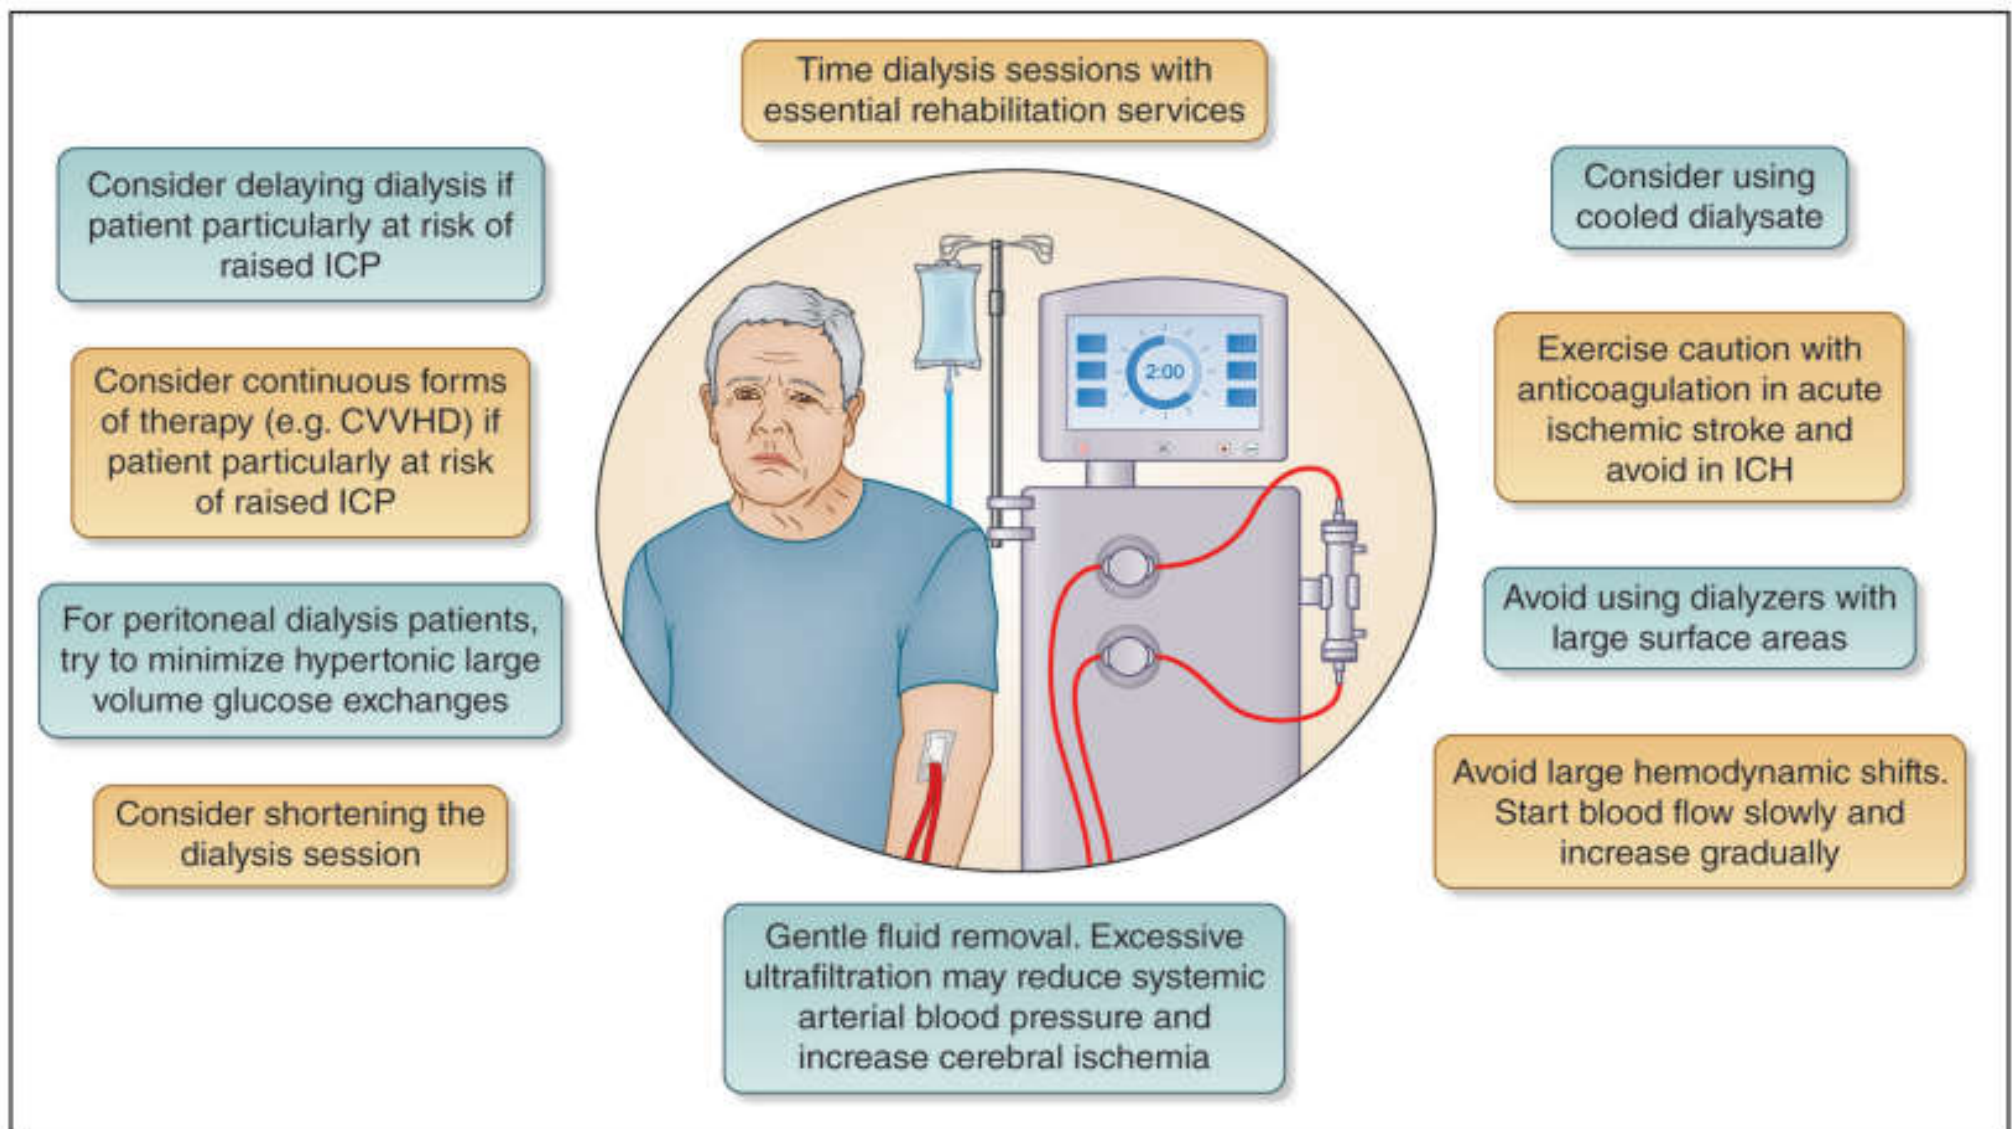 Time dialysis sessions with
essential rehabilitation services
Consider delaying dialysis if
patient particularly at risk of
raised ICP
Consider continuous forms
of therapy (e.g. CVVHD) if
patient particularly at risk
of raised ICP
For peritoneal dialysis patients,
try to minimize hypertonic large
volume glucose exchanges
Consider shortening the
dialysis session
2:00
Consider using
cooled dialysate
Exercise caution with
anticoagulation in acute
ischemic stroke and
avoid in ICH
Avoid using dialyzers with
large surface areas
Avoid large hemodynamic shifts.
Start blood flow slowly and
increase gradually
Gentle fluid removal. Excessive
ultrafiltration may reduce systemic
arterial blood pressure and
increase cerebral ischemia